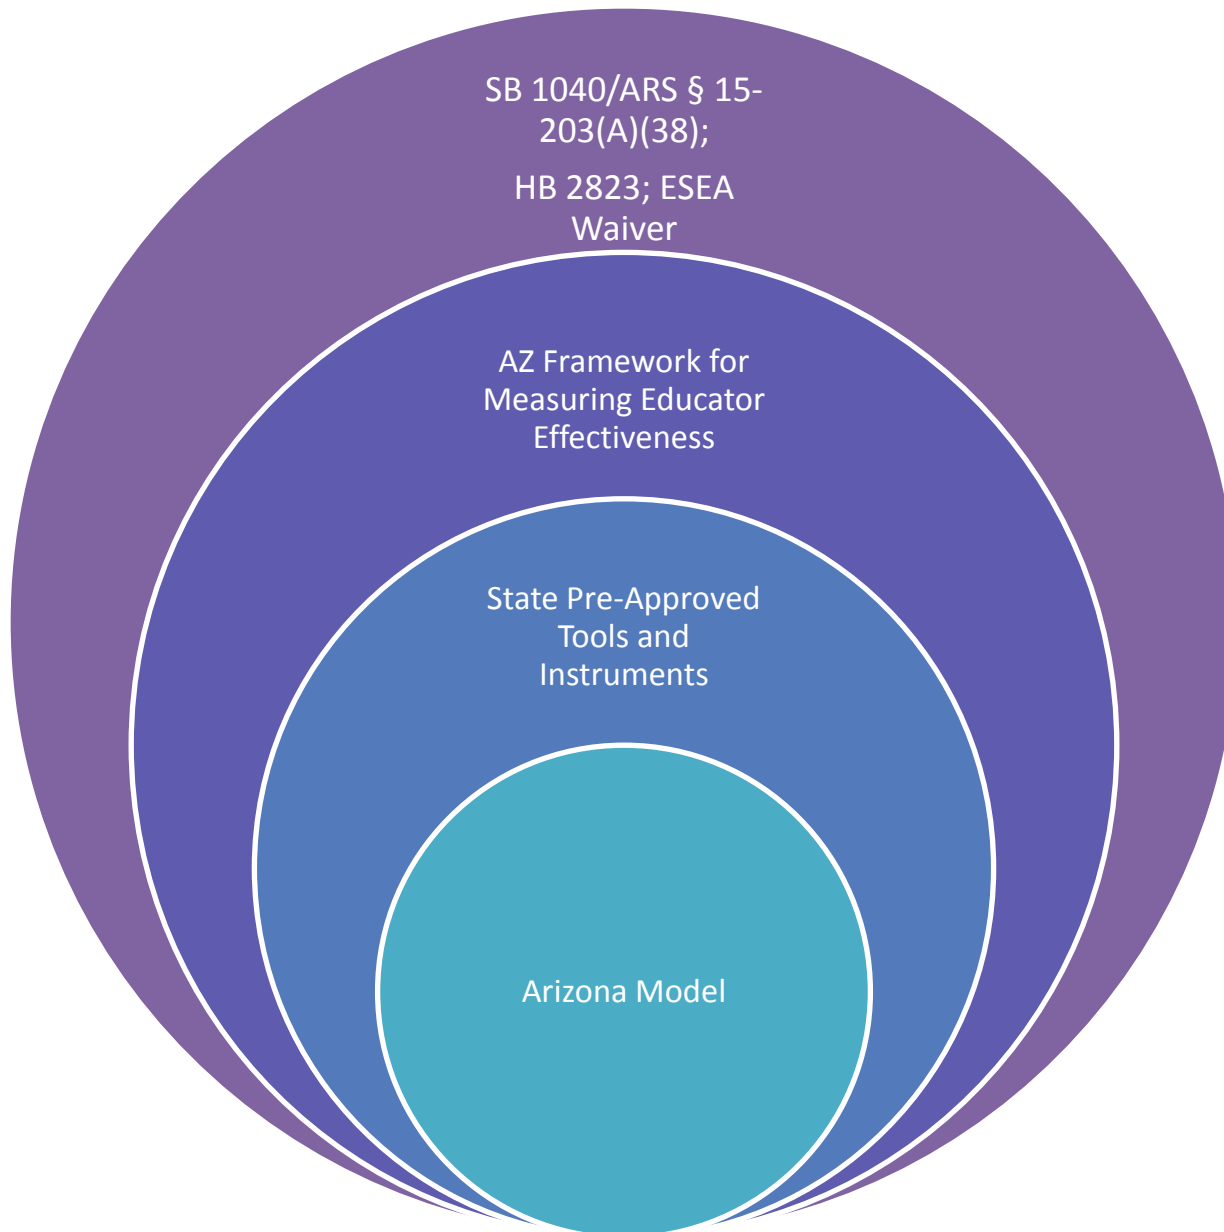 SB 1040/ARS § 15-
203(A)(38);
HB 2823; ESEA
Waiver
AZ Framework for
Measuring Educator
Effectiveness
State Pre-Approved
Tools and
Instruments
Arizona Model